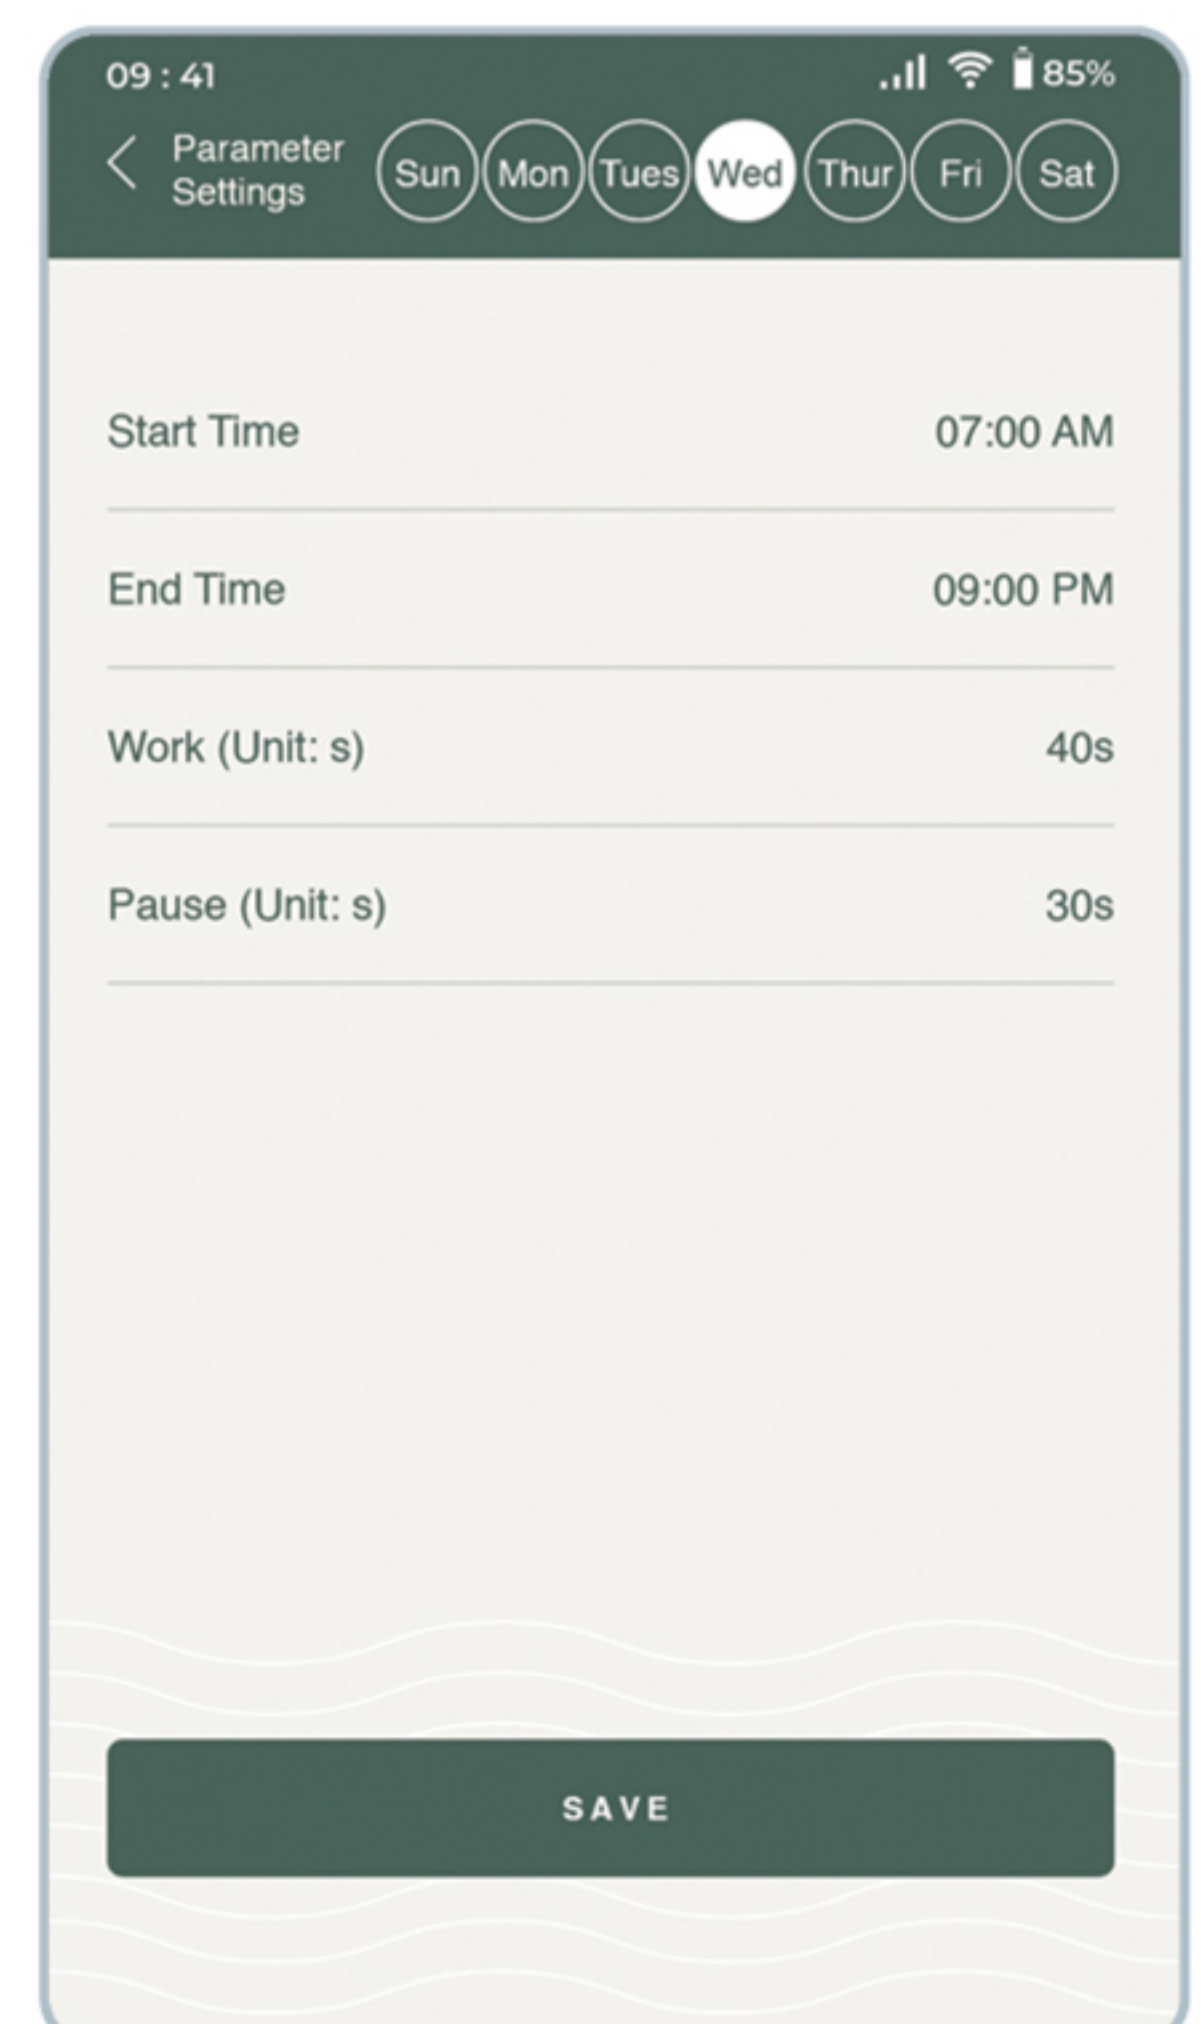 09 : 41
85%
Parameter
Settings
Sun Mon Tues Wed Thur Fri Sat
Start Time 07:00 AM
End Time 09:00 PM
Work (Unit: s) 40s
Pause (Unit: s) 30s
SAVE